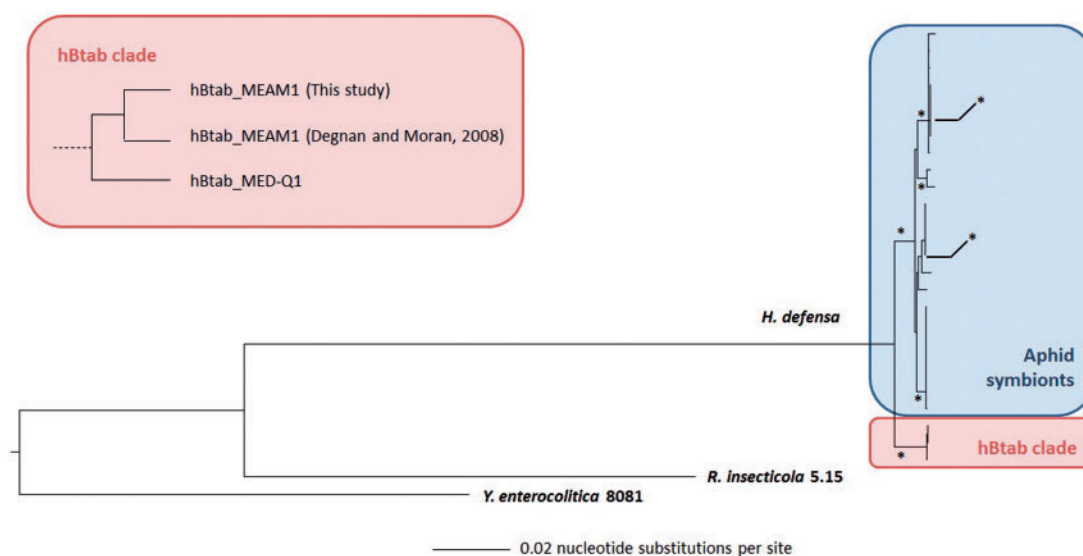 hBtab clade
hBtab_MEAM1 (This study)
hBtab_MEAM1 (Degnan and Moran, 2008)
hBtab_MED-Q1
*
*
*
*
*
*
H. defensa
Aphid
symbionts
*
hBtab clade
*
R. insecticola 5.15
Y. enterocolitica 8081
0.02 nucleotide substitutions per site